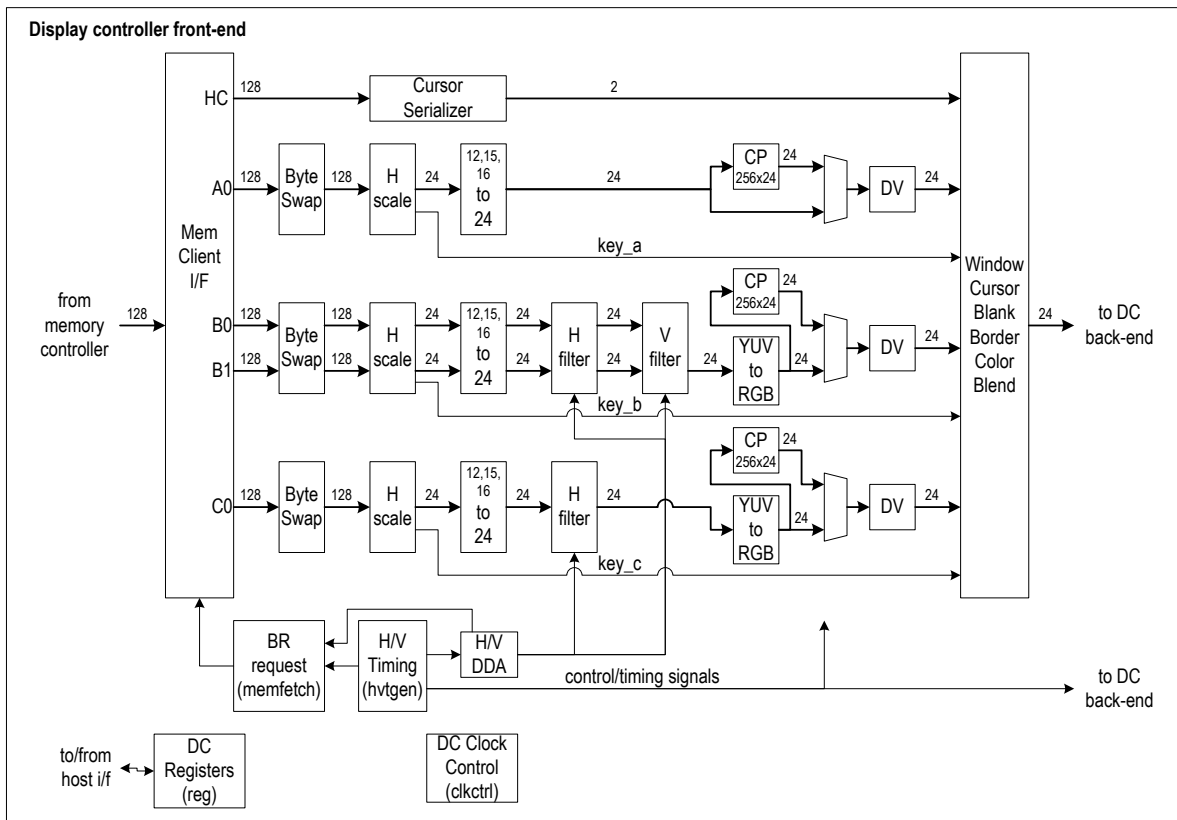 Display controller front-end
HC
128
Cursor
Serializer
2
A0
128
Byte
Swap
128
H
scale
24
12,15,
16
to
24
24
CP
256x24
24
DV
24
key_a
Mem
Client
I/F
from
memory
controller
128
B0
128
B1
128
Byte
Swap
128
128
H
scale
24
24
12,15,
16
to
24
24
24
H
filter
24
24
V
filter
24
CP
256x24
24
YUV
to
RGB
24
DV
24
key_b
Window
Cursor
Blank
Border
Color
Blend
24
to DC
back-end
C0
128
Byte
Swap
128
H
scale
24
12,15,
16
to
24
24
H
filter
24
CP
256x24
24
YUV
to
RGB
24
DV
24
key_c
BR
request
(memfetch)
H/V
Timing
(hvtgen)
H/V
DDA
control/timing signals
to DC
back-end
to/from
host i/f
DC
Registers
(reg)
DC Clock
Control
(clkctrl)